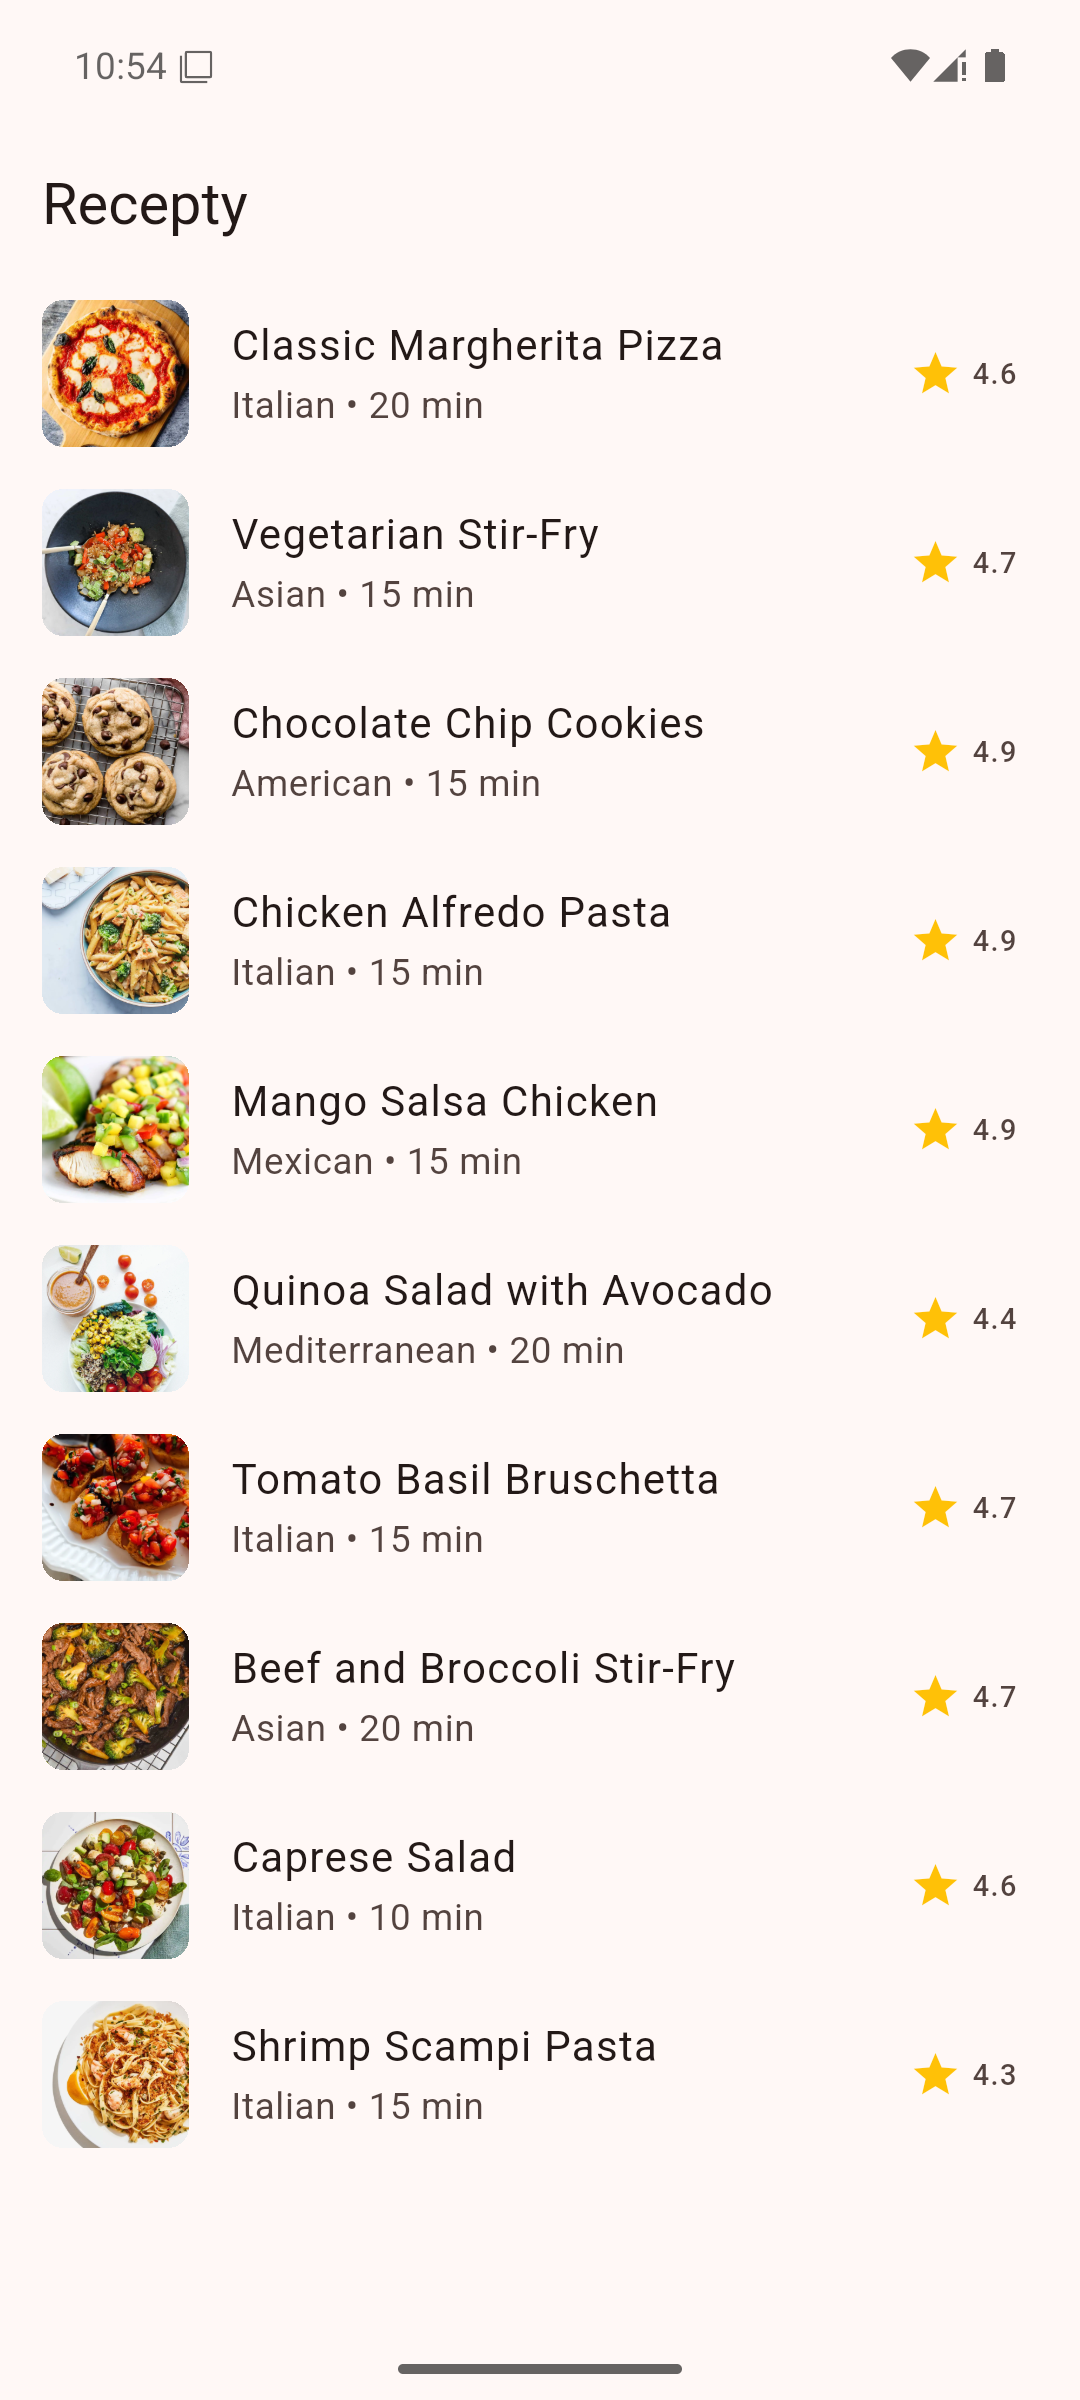 10:54
Recepty
Classic Margherita Pizza
Italian • 20 min
4.6
Vegetarian Stir-Fry
Asian • 15 min
4.7
Chocolate Chip Cookies
American • 15 min
4.9
Chicken Alfredo Pasta
Italian • 15 min
4.9
Mango Salsa Chicken
Mexican • 15 min
4.9
Quinoa Salad with Avocado
Mediterranean • 20 min
4.4
Tomato Basil Bruschetta
Italian • 15 min
4.7
Beef and Broccoli Stir-Fry
Asian • 20 min
4.7
Caprese Salad
Italian • 10 min
4.6
Shrimp Scampi Pasta
Italian • 15 min
4.3